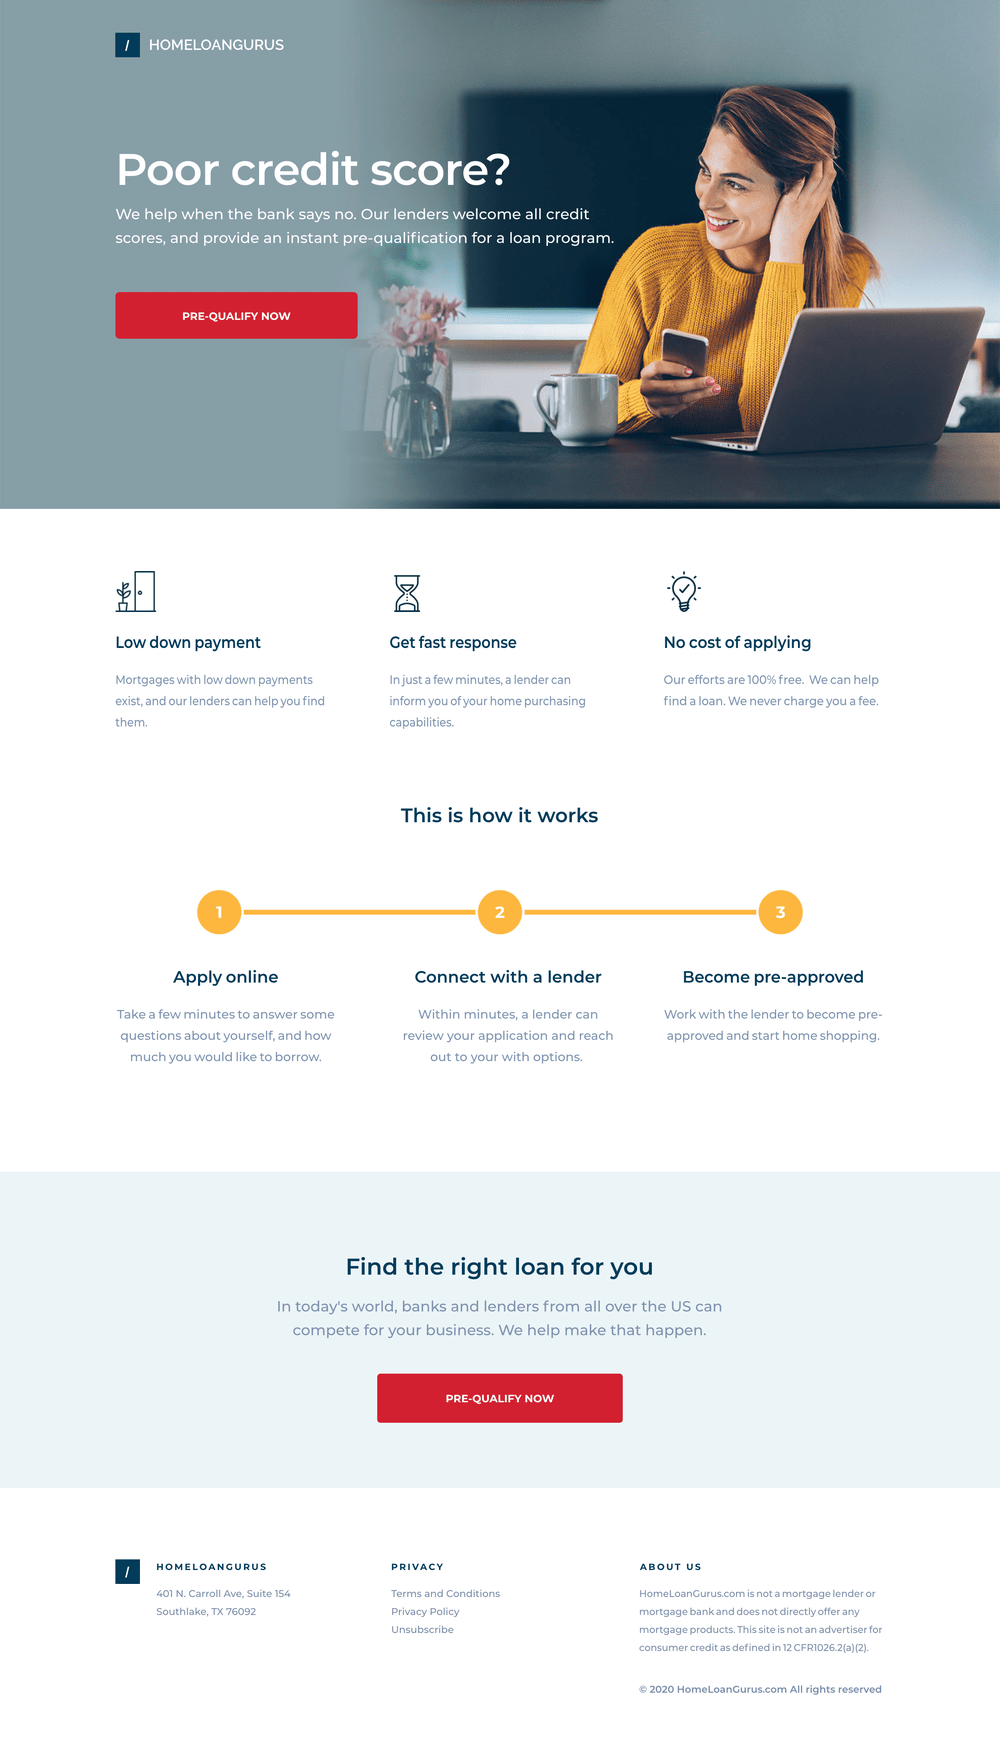 / HOMELOANGURUS
Poor credit score?
We help when the bank says no. Our lenders welcome all credit
scores, and provide an instant pre-qualification for a loan program.
PRE-QUALIFY NOW
Low down payment
Mortgages with low down payments
exist, and our lenders can help you find
them.
Get fast response
In just a few minutes, a lender can
inform you of your home purchasing
capabilities.
No cost of applying
Our efforts are 100% free.  We can help
find a loan. We never charge you a fee.
This is how it works
1
2
3
Apply online
Take a few minutes to answer some
questions about yourself, and how
much you would like to borrow.
Connect with a lender
Within minutes, a lender can
review your application and reach
out to your with options.
Become pre-approved
Work with the lender to become pre-
approved and start home shopping.
Find the right loan for you
In today's world, banks and lenders from all over the US can
compete for your business. We help make that happen.
PRE-QUALIFY NOW
/ HOMELOANGURUS
401 N. Carroll Ave, Suite 154
Southlake, TX 76092
PRIVACY
Terms and Conditions
Privacy Policy
Unsubscribe
ABOUT US
HomeLoanGurus.com is not a mortgage lender or
mortgage bank and does not directly offer any
mortgage products. This site is not an advertiser for
consumer credit as defined in 12 CFR1026.2(a)(2).
© 2020 HomeLoanGurus.com All rights reserved